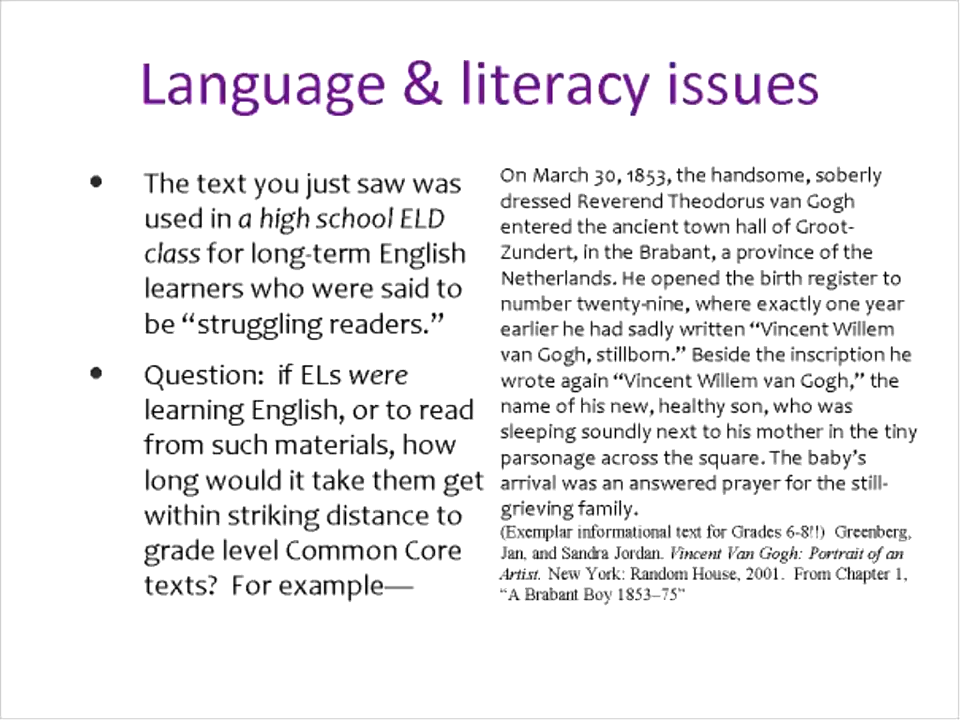 Language & literacy issues
• The text you just saw was
used in a high school ELD
class for long-term English
learners who were said to
be “struggling readers.”
• Question:  if ELs were
learning English, or to read
from such materials, how
long would it take them get
within striking distance to
grade level Common Core
texts?  For example—
On March 30, 1853, the handsome, soberly
dressed Reverend Theodorus van Gogh
entered the ancient town hall of Groot-
Zundert, in the Brabant, a province of the
Netherlands. He opened the birth register to
number twenty-nine, where exactly one year
earlier he had sadly written “Vincent Willem
van Gogh, stillborn.” Beside the inscription he
wrote again “Vincent Willem van Gogh,” the
name of his new, healthy son, who was
sleeping soundly next to his mother in the tiny
parsonage across the square. The baby’s
arrival was an answered prayer for the still-
grieving family.
(Exemplar informational text for Grades 6-8!!)  Greenberg,
Jan, and Sandra Jordan. Vincent Van Gogh: Portrait of an
Artist. New York: Random House, 2001.  From Chapter 1,
“A Brabant Boy 1853–75”